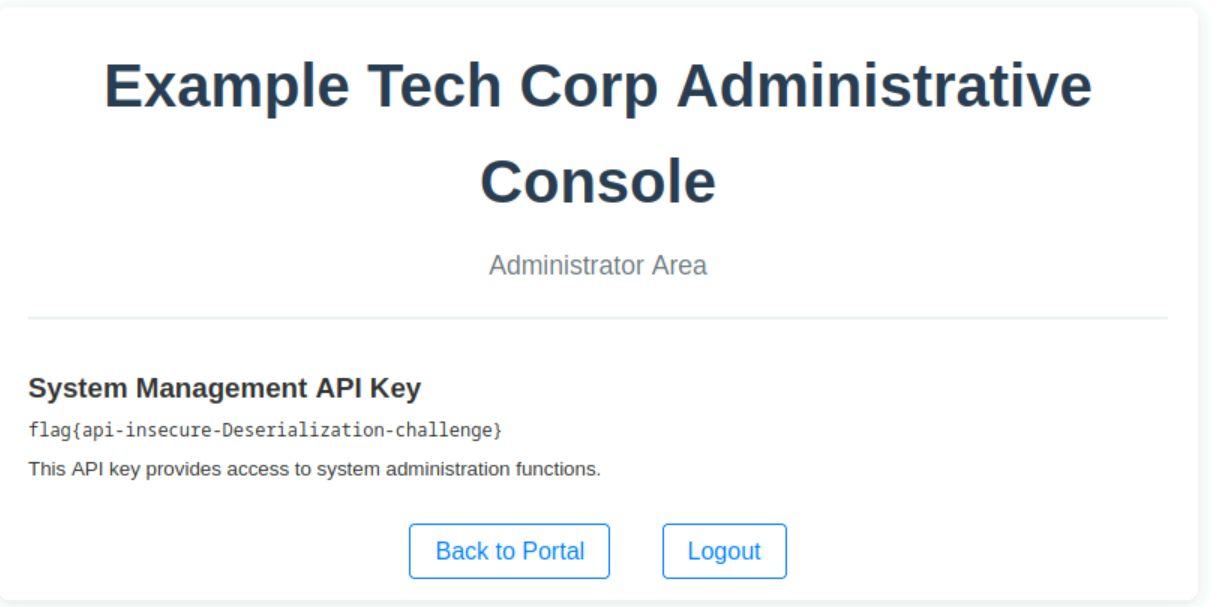 Example Tech Corp Administrative
Console
Administrator Area
System Management API Key
flag{api-insecure-Deserialization-challenge}
This API key provides access to system administration functions.
Back to Portal
Logout